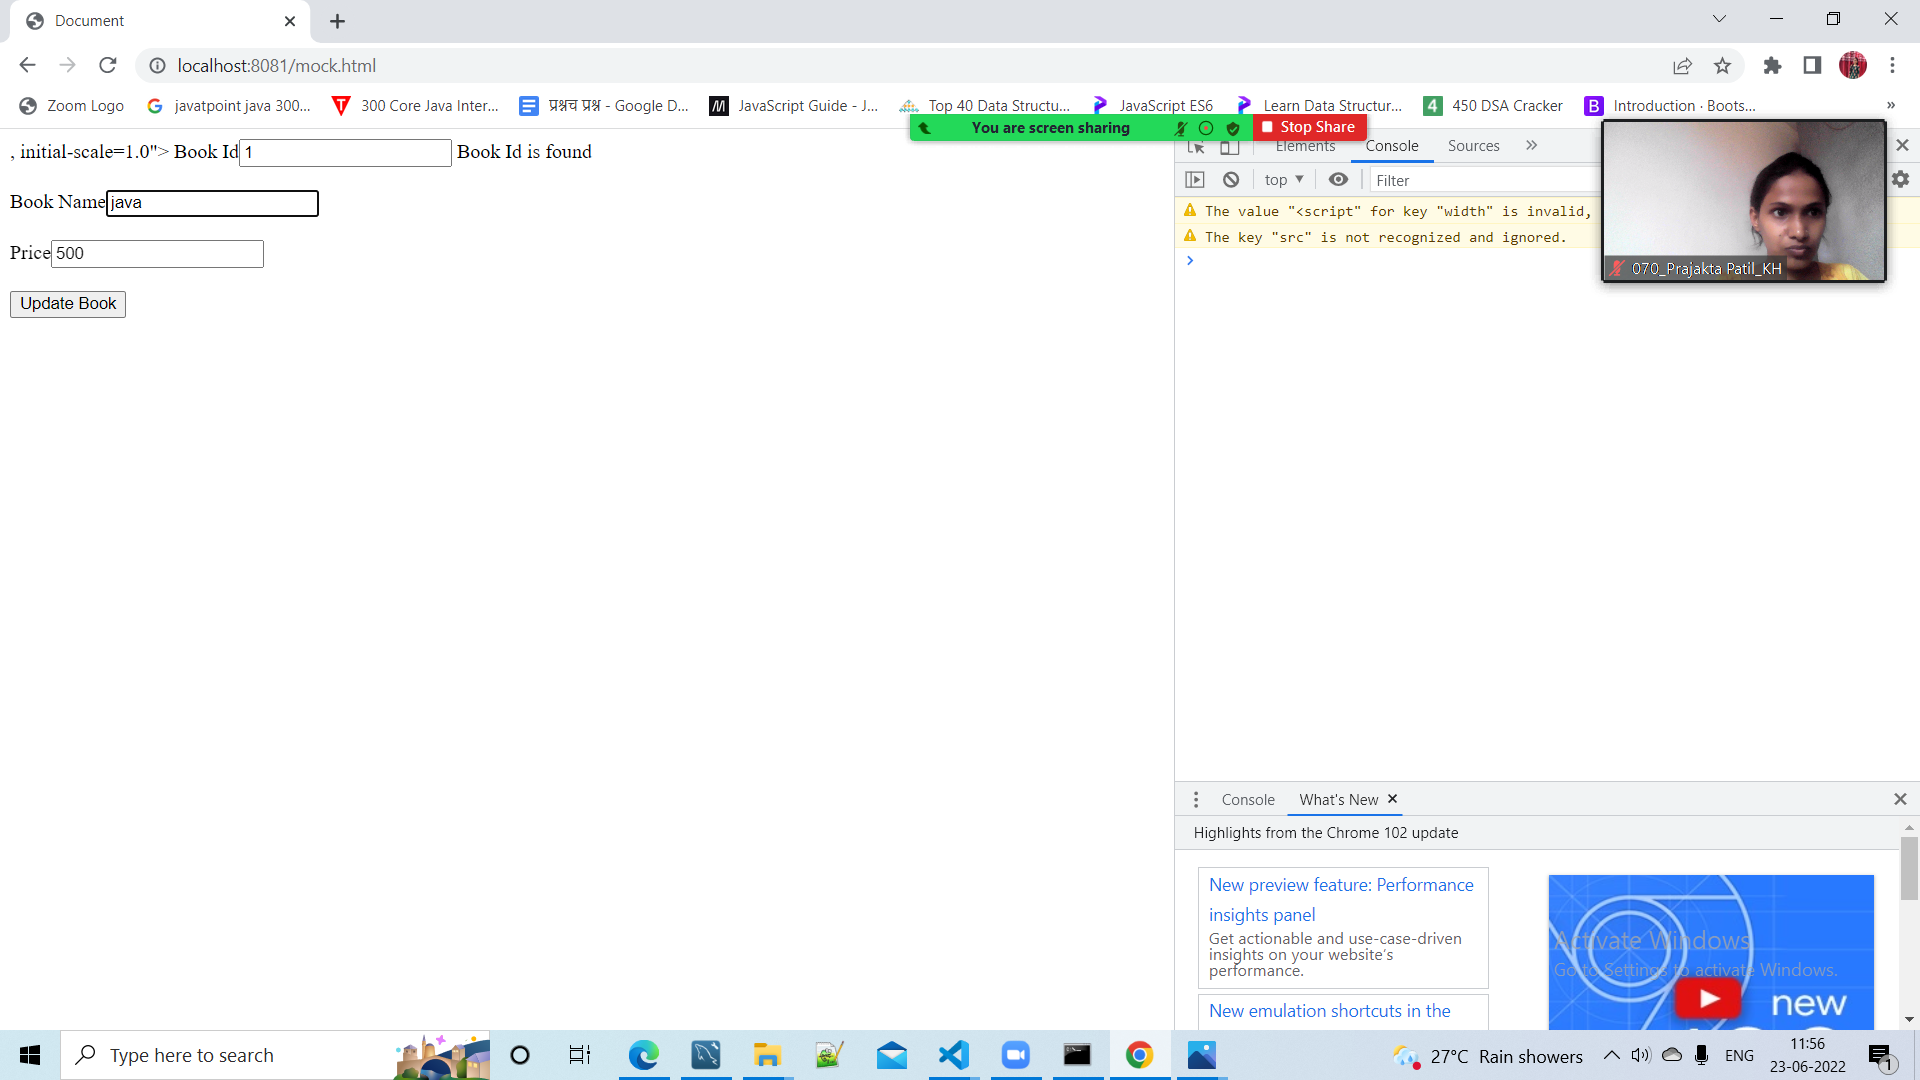 Document
localhost:8081/mock.html
Zoom Logo
javatpoint java 300...
300 Core Java Inter...
प्रश्नच प्रश्न - Google D...
JavaScript Guide - J...
Top 40 Data Structu...
JavaScript ES6
Learn Data Structur...
450 DSA Cracker
Introduction · Boots...
»
You are screen sharing
Stop Share
, initial-scale=1.0"> Book Id 1 Book Id is found
Book Name java
Price 500
Update Book
Elements
Console
Sources
»
top
Filter
The value "<script" for key "width" is invalid,
The key "src" is not recognized and ignored.
070_Prajakta Patil_KH
Console
What's New
Highlights from the Chrome 102 update
New preview feature: Performance
insights panel
Get actionable and use-case-driven
insights on your website's
performance.
New emulation shortcuts in the
Activate Windows
Go to Settings to activate Windows.
new
Type here to search
27°C Rain showers
ENG
11:56
23-06-2022
1